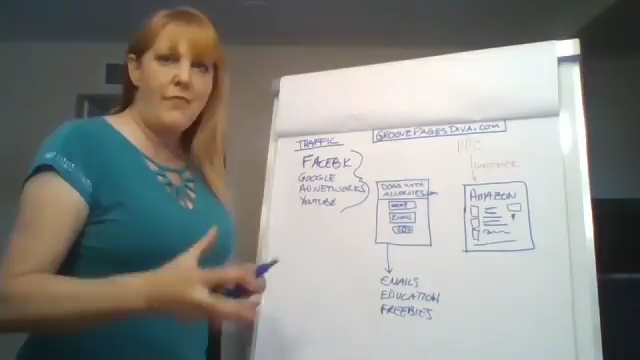 GROOVEPAGESDIVA.COM
TRAFFIC
FACEBK
GOOGLE
AD NETWORKS
YOUTUBE
DOGS WITH
ALLERGIES.COM
NAME
EMAIL
AMAZON
EMAILS
EDUCATION
FREEBIES